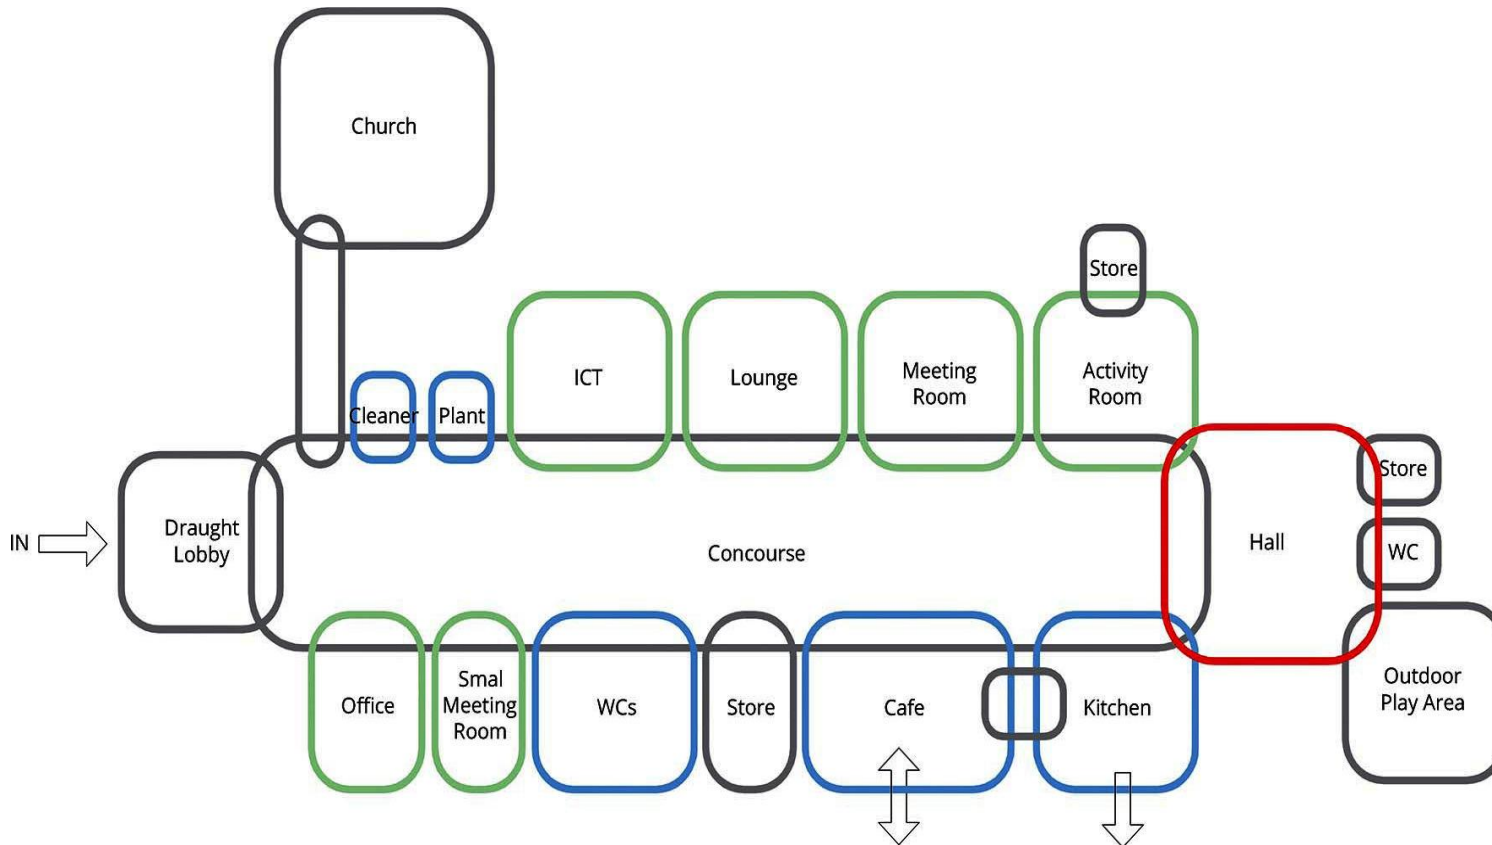 Church
Store
ICT
Lounge
Meeting
Room
Activity
Room
Cleaner
Plant
Store
Draught
Lobby
IN
Concourse
Hall
WC
Office
Smal
Meeting
Room
WCs
Store
Cafe
Kitchen
Outdoor
Play Area